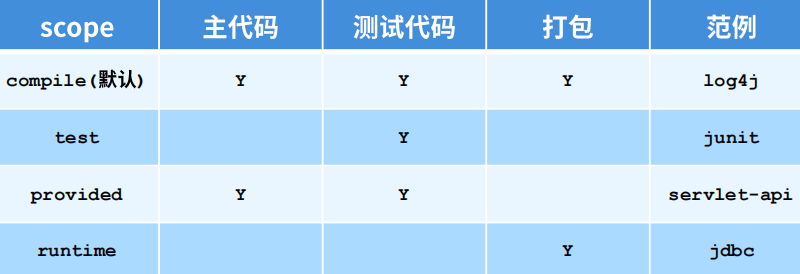 scope 主代码 测试代码 打包 范例
compile(默认) Y Y Y log4j
test Y junit
provided Y Y servlet-api
runtime Y jdbc